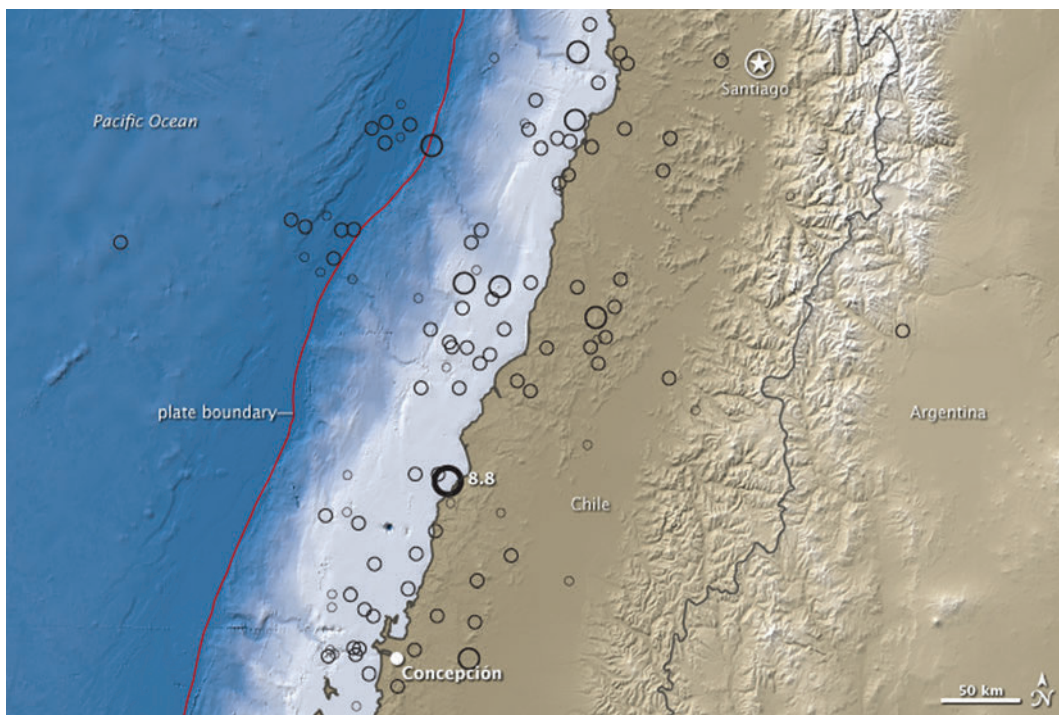 Santiago
Pacific Ocean
plate boundary
Argentina
8.8
Chile
Concepción
50 km
N